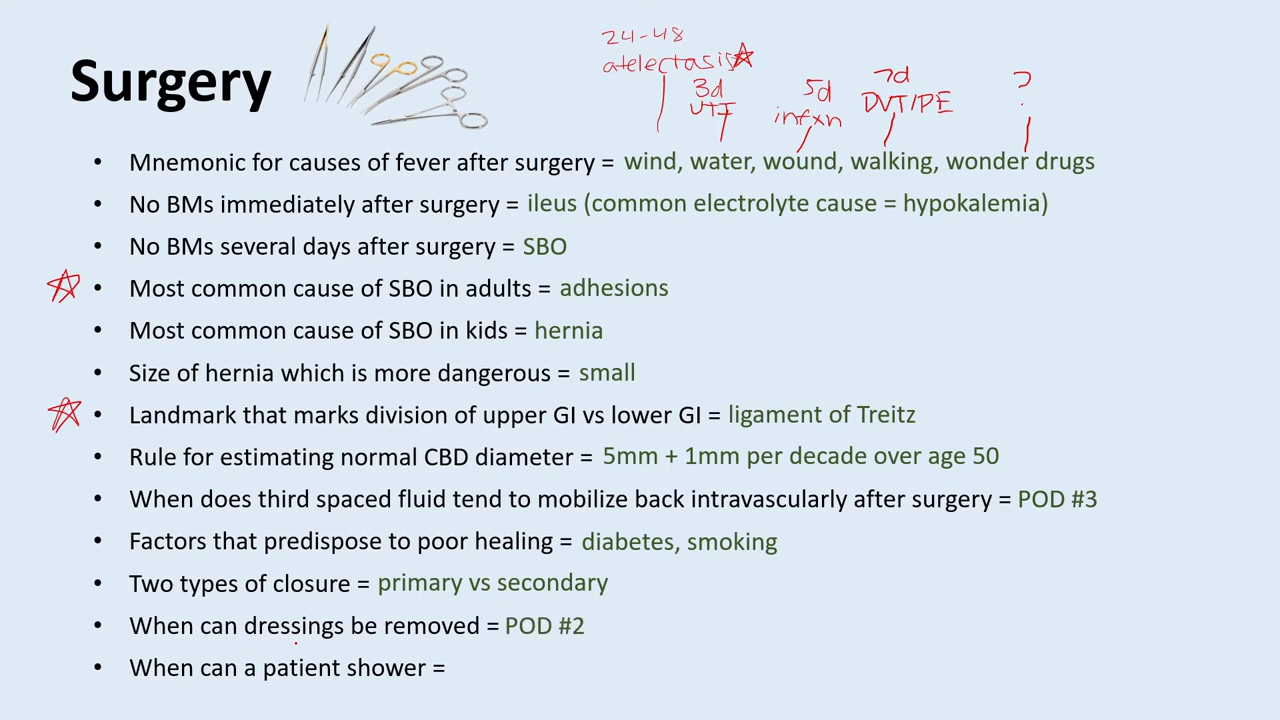 Surgery
24-48
atelectasis
3d
UTI
5d
infxn
7d
DVT/PE
?
• Mnemonic for causes of fever after surgery = wind, water, wound, walking, wonder drugs
• No BMs immediately after surgery = ileus (common electrolyte cause = hypokalemia)
• No BMs several days after surgery = SBO
• Most common cause of SBO in adults = adhesions
• Most common cause of SBO in kids = hernia
• Size of hernia which is more dangerous = small
• Landmark that marks division of upper GI vs lower GI = ligament of Treitz
• Rule for estimating normal CBD diameter = 5mm + 1mm per decade over age 50
• When does third spaced fluid tend to mobilize back intravascularly after surgery = POD #3
• Factors that predispose to poor healing = diabetes, smoking
• Two types of closure = primary vs secondary
• When can dressings be removed = POD #2
• When can a patient shower =